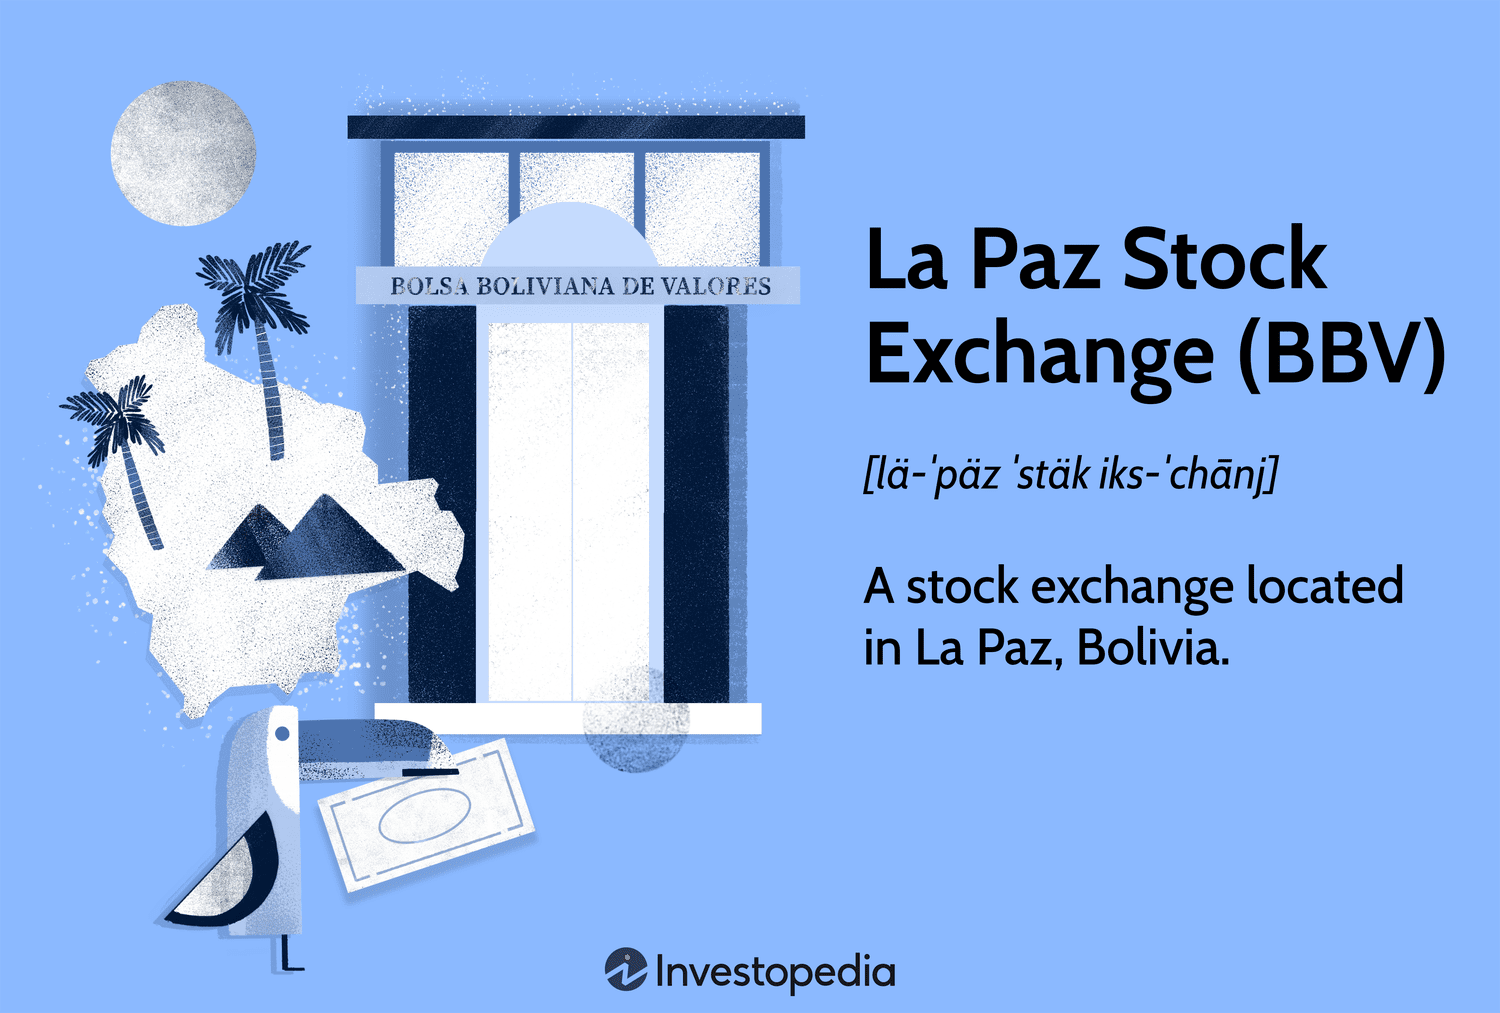 BOLSA BOLIVIANA DE VALORES
La Paz Stock
Exchange (BBV)
[lä-ˈpäz ˈstäk iks-ˈchānj]
A stock exchange located
in La Paz, Bolivia.
Investopedia